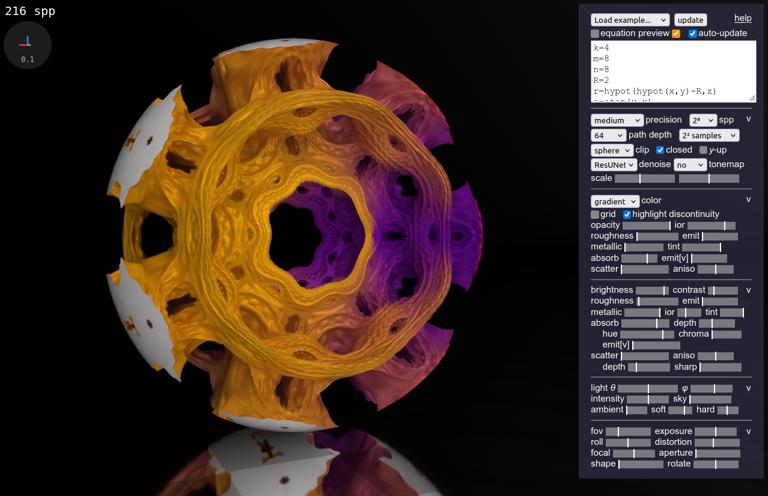 216 spp
0.1
Load example... update help
equation preview auto-update
k=4
m=8
n=8
R=2
r=hypot(hypot(x,y)-R,z)
medium precision 2⁸ spp v
64 path depth 2² samples
sphere clip closed y-up
ResUNet denoise no tonemap
scale
gradient color v
grid highlight discontinuity
opacity ior
roughness emit
metallic tint
absorb emit[v]
scatter aniso
brightness contrast v
roughness emit
metallic ior tint
absorb depth
hue chroma
emit[v]
scatter aniso
depth sharp
light θ φ v
intensity sky
ambient soft hard
fov exposure v
roll distortion
focal aperture
shape rotate